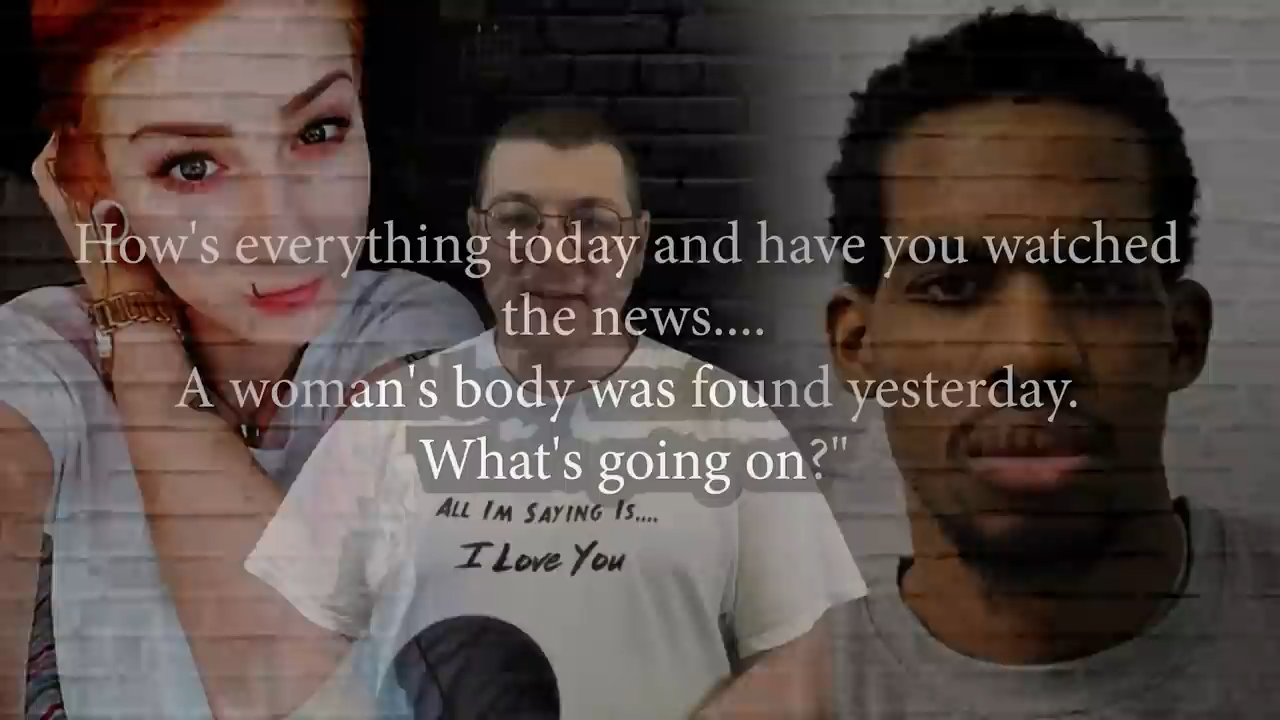 How's everything today and have you watched
the news....
A woman's body was found yesterday.
What's going on?"
ALL I'M SAYING IS....
I LOVE YOU